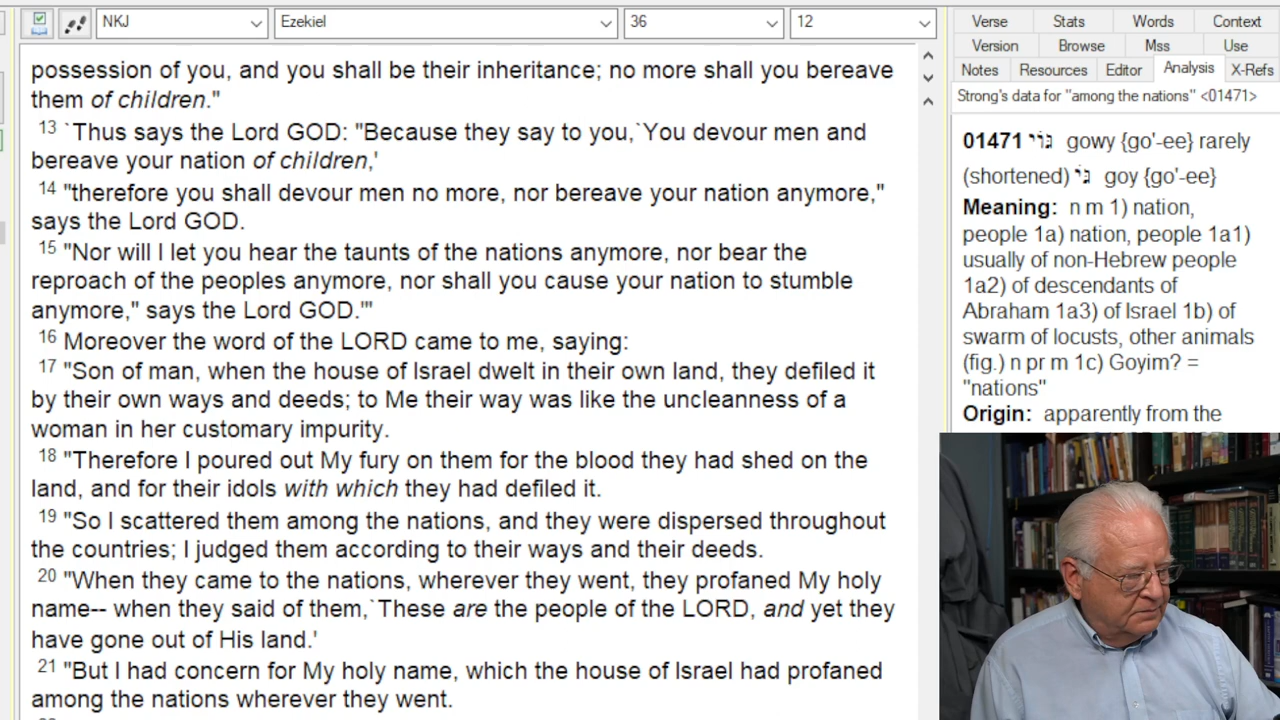 NKJ
Ezekiel
36
12
possession of you, and you shall be their inheritance; no more shall you bereave
them of children."
13 `Thus says the Lord GOD: "Because they say to you,`You devour men and
bereave your nation of children,'
14 "therefore you shall devour men no more, nor bereave your nation anymore,"
says the Lord GOD.
15 "Nor will I let you hear the taunts of the nations anymore, nor bear the
reproach of the peoples anymore, nor shall you cause your nation to stumble
anymore," says the Lord GOD.'"
16 Moreover the word of the LORD came to me, saying:
17 "Son of man, when the house of Israel dwelt in their own land, they defiled it
by their own ways and deeds; to Me their way was like the uncleanness of a
woman in her customary impurity.
18 "Therefore I poured out My fury on them for the blood they had shed on the
land, and for their idols with which they had defiled it.
19 "So I scattered them among the nations, and they were dispersed throughout
the countries; I judged them according to their ways and their deeds.
20 "When they came to the nations, wherever they went, they profaned My holy
name-- when they said of them,`These are the people of the LORD, and yet they
have gone out of His land.'
21 "But I had concern for My holy name, which the house of Israel had profaned
among the nations wherever they went.
Verse Stats Words Context
Version Browse Mss Use
Notes Resources Editor Analysis X-Refs
Strong's data for "among the nations" <01471>
01471 גּוֹי gowy {go'-ee} rarely
(shortened) גּי goy {go'-ee}
Meaning: n m 1) nation,
people 1a) nation, people 1a1)
usually of non-Hebrew people
1a2) of descendants of
Abraham 1a3) of Israel 1b) of
swarm of locusts, other animals
(fig.) n pr m 1c) Goyim? =
"nations"
Origin: apparently from the